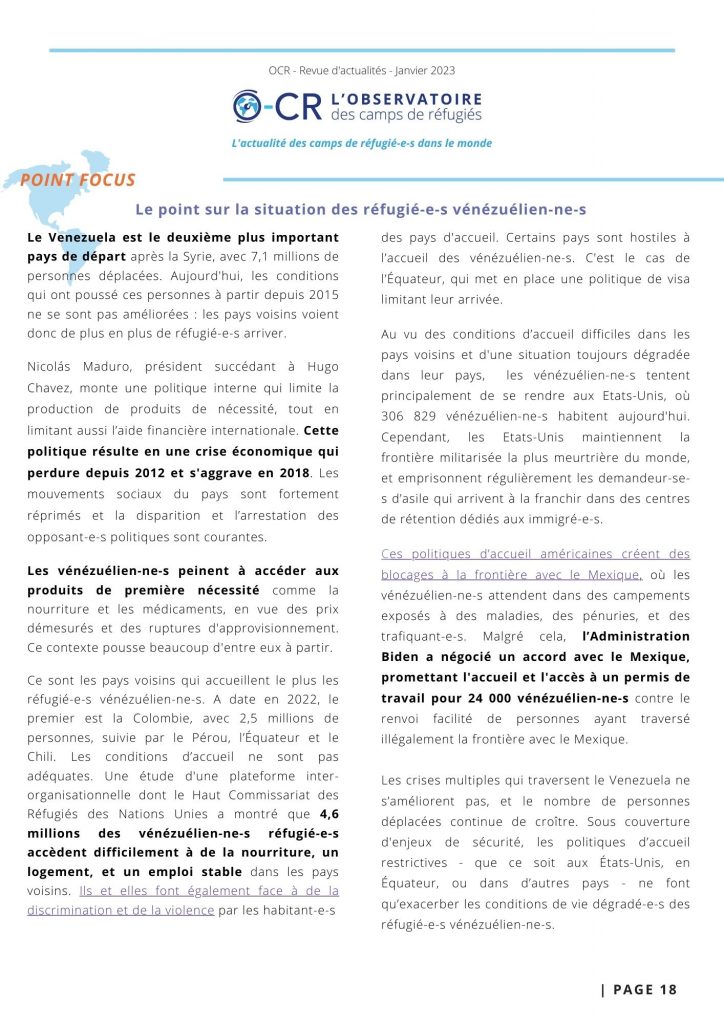 OCR - Revue d'actualités - Janvier 2023
O-CR L'OBSERVATOIRE
des camps de réfugiés
L'actualité des camps de réfugié-e-s dans le monde
POINT FOCUS
Le point sur la situation des réfugié-e-s vénézuélien-ne-s
Le Venezuela est le deuxième plus important
pays de départ après la Syrie, avec 7,1 millions de
personnes déplacées. Aujourd'hui, les conditions
qui ont poussé ces personnes à partir depuis 2015
ne se sont pas améliorées : les pays voisins voient
donc de plus en plus de réfugié-e-s arriver.
Nicolás Maduro, président succédant à Hugo
Chavez, monte une politique interne qui limite la
production de produits de nécessité, tout en
limitant aussi l'aide financière internationale. Cette
politique résulte en une crise économique qui
perdure depuis 2012 et s'aggrave en 2018. Les
mouvements sociaux du pays sont fortement
réprimés et la disparition et l'arrestation des
opposant-e-s politiques sont courantes.
Les vénézuélien-ne-s peinent à accéder aux
produits de première nécessité comme la
nourriture et les médicaments, en vue des prix
démesurés et des ruptures d'approvisionnement.
Ce contexte pousse beaucoup d'entre eux à partir.
Ce sont les pays voisins qui accueillent le plus les
réfugié-e-s vénézuélien-ne-s. A date en 2022, le
premier est la Colombie, avec 2,5 millions de
personnes, suivie par le Pérou, l'Équateur et le
Chili. Les conditions d'accueil ne sont pas
adéquates. Une étude d'une plateforme inter-
organisationnelle dont le Haut Commissariat des
Réfugiés des Nations Unies a montré que 4,6
millions des vénézuélien-ne-s réfugié-e-s
accèdent difficilement à de la nourriture, un
logement, et un emploi stable dans les pays
voisins. Ils et elles font également face à de la
discrimination et de la violence par les habitant-e-s
des pays d'accueil. Certains pays sont hostiles à
l'accueil des vénézuélien-ne-s. C'est le cas de
l'Équateur, qui met en place une politique de visa
limitant leur arrivée.
Au vu des conditions d'accueil difficiles dans les
pays voisins et d'une situation toujours dégradée
dans leur pays, les vénézuélien-ne-s tentent
principalement de se rendre aux Etats-Unis, où
306 829 vénézuélien-ne-s habitent aujourd'hui.
Cependant, les Etats-Unis maintiennent la
frontière militarisée la plus meurtrière du monde,
et emprisonnent régulièrement les demandeur-se-
s d'asile qui arrivent à la franchir dans des centres
de rétention dédiés aux immigré-e-s.
Ces politiques d'accueil américaines créent des
blocages à la frontière avec le Mexique, où les
vénézuélien-ne-s attendent dans des campements
exposés à des maladies, des pénuries, et des
trafiquant-e-s. Malgré cela, l'Administration
Biden a négocié un accord avec le Mexique,
promettant l'accueil et l'accès à un permis de
travail pour 24 000 vénézuélien-ne-s contre le
renvoi facilité de personnes ayant traversé
illégalement la frontière avec le Mexique.
Les crises multiples qui traversent le Venezuela ne
s'améliorent pas, et le nombre de personnes
déplacées continue de croître. Sous couverture
d'enjeux de sécurité, les politiques d'accueil
restrictives - que ce soit aux États-Unis, en
Équateur, ou dans d'autres pays - ne font
qu'exacerber les conditions de vie dégradé-e-s des
réfugié-e-s vénézuélien-ne-s.
| PAGE 18